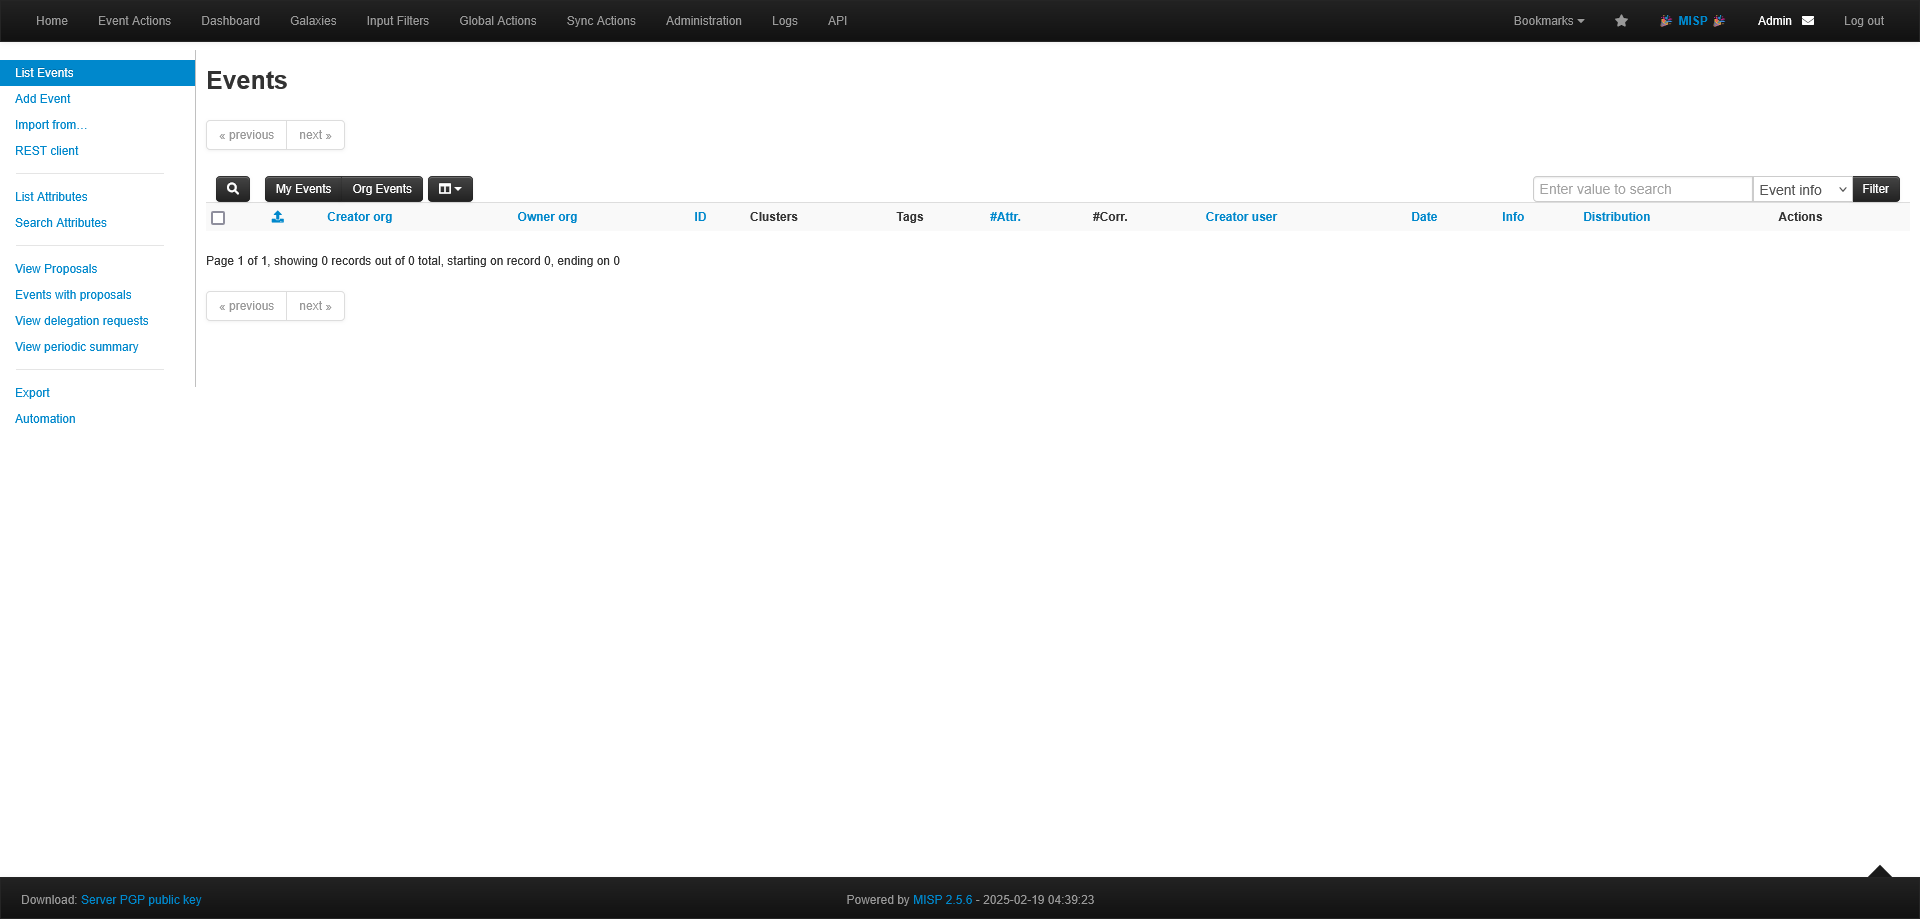 Home Event Actions Dashboard Galaxies Input Filters Global Actions Sync Actions Administration Logs API Bookmarks MISP Admin Log out
List Events
Add Event
Import from…
REST client
List Attributes
Search Attributes
View Proposals
Events with proposals
View delegation requests
View periodic summary
Export
Automation
Events
« previous next »
My Events Org Events Enter value to search Event info Filter
Creator org Owner org ID Clusters Tags #Attr. #Corr. Creator user Date Info Distribution Actions
Page 1 of 1, showing 0 records out of 0 total, starting on record 0, ending on 0
« previous next »
Download: Server PGP public key Powered by MISP 2.5.6 - 2025-02-19 04:39:23